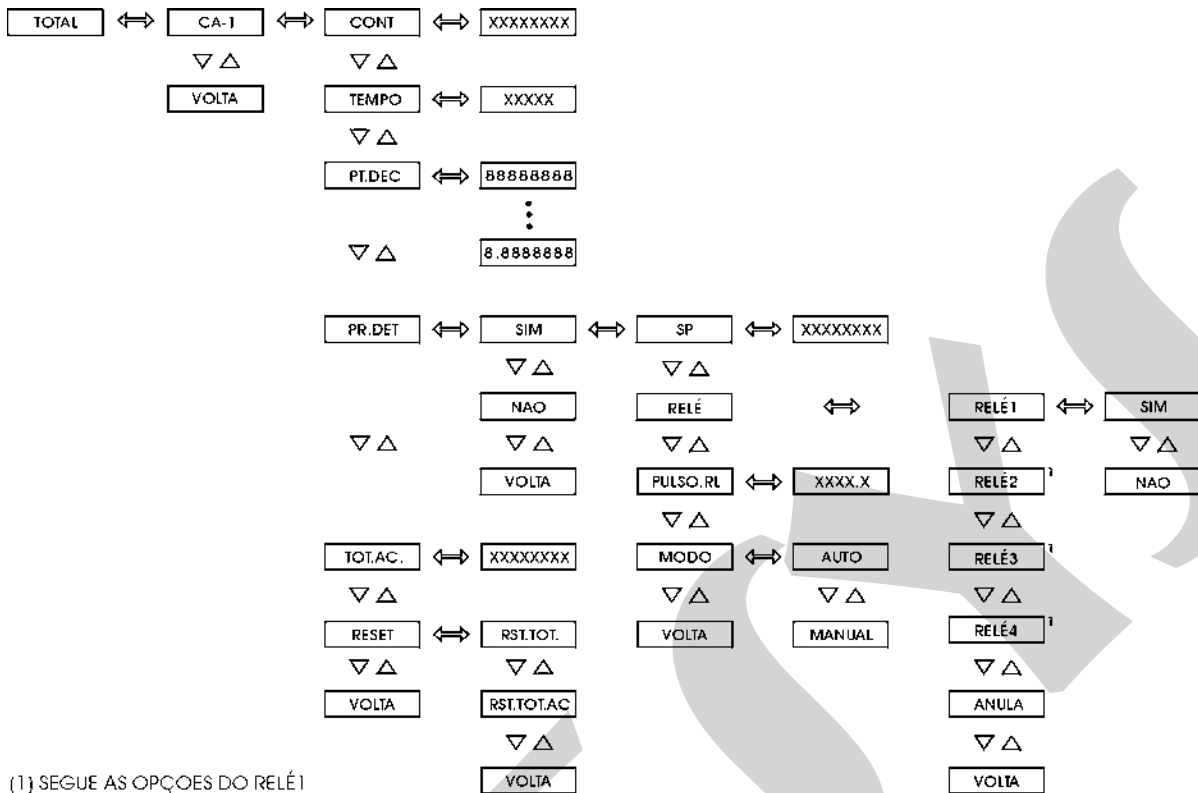 TOTAL CA-1 CONT XXXXXXXX
VOLTA TEMPO XXXXX
PT.DEC 88888888
8.8888888
PR.DET SIM SP XXXXXXXX
NAO RELÉ RELÉ1 SIM
VOLTA PULSO.RL XXXX.X RELÉ2 1 NAO
TOT.AC. XXXXXXXX MODO AUTO RELÉ3 1
RESET RST.TOT. VOLTA MANUAL RELÉ4 1
VOLTA RST.TOT.AC ANULA
(1) SEGUE AS OPÇOES DO RELÉ1 VOLTA VOLTA